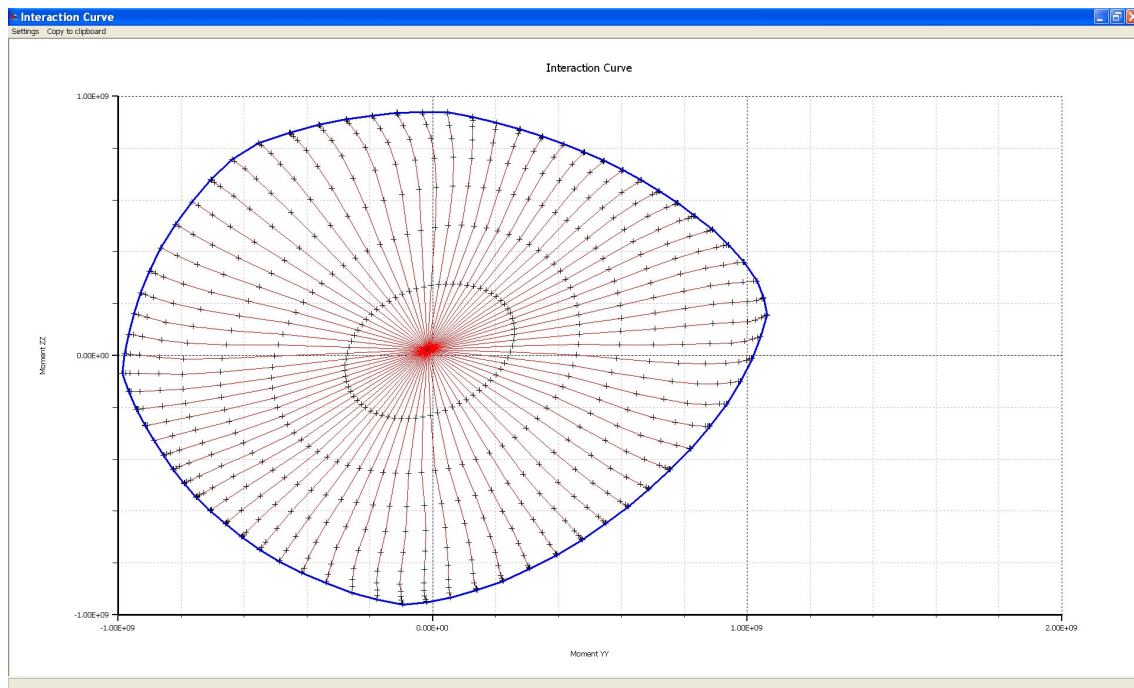 Interaction Curve
Settings Copy to clipboard
Interaction Curve
1.00E+09
Moment ZZ
0.00E+00
-1.00E+09
-1.00E+09 0.00E+00 1.00E+09 2.00E+09
Moment YY